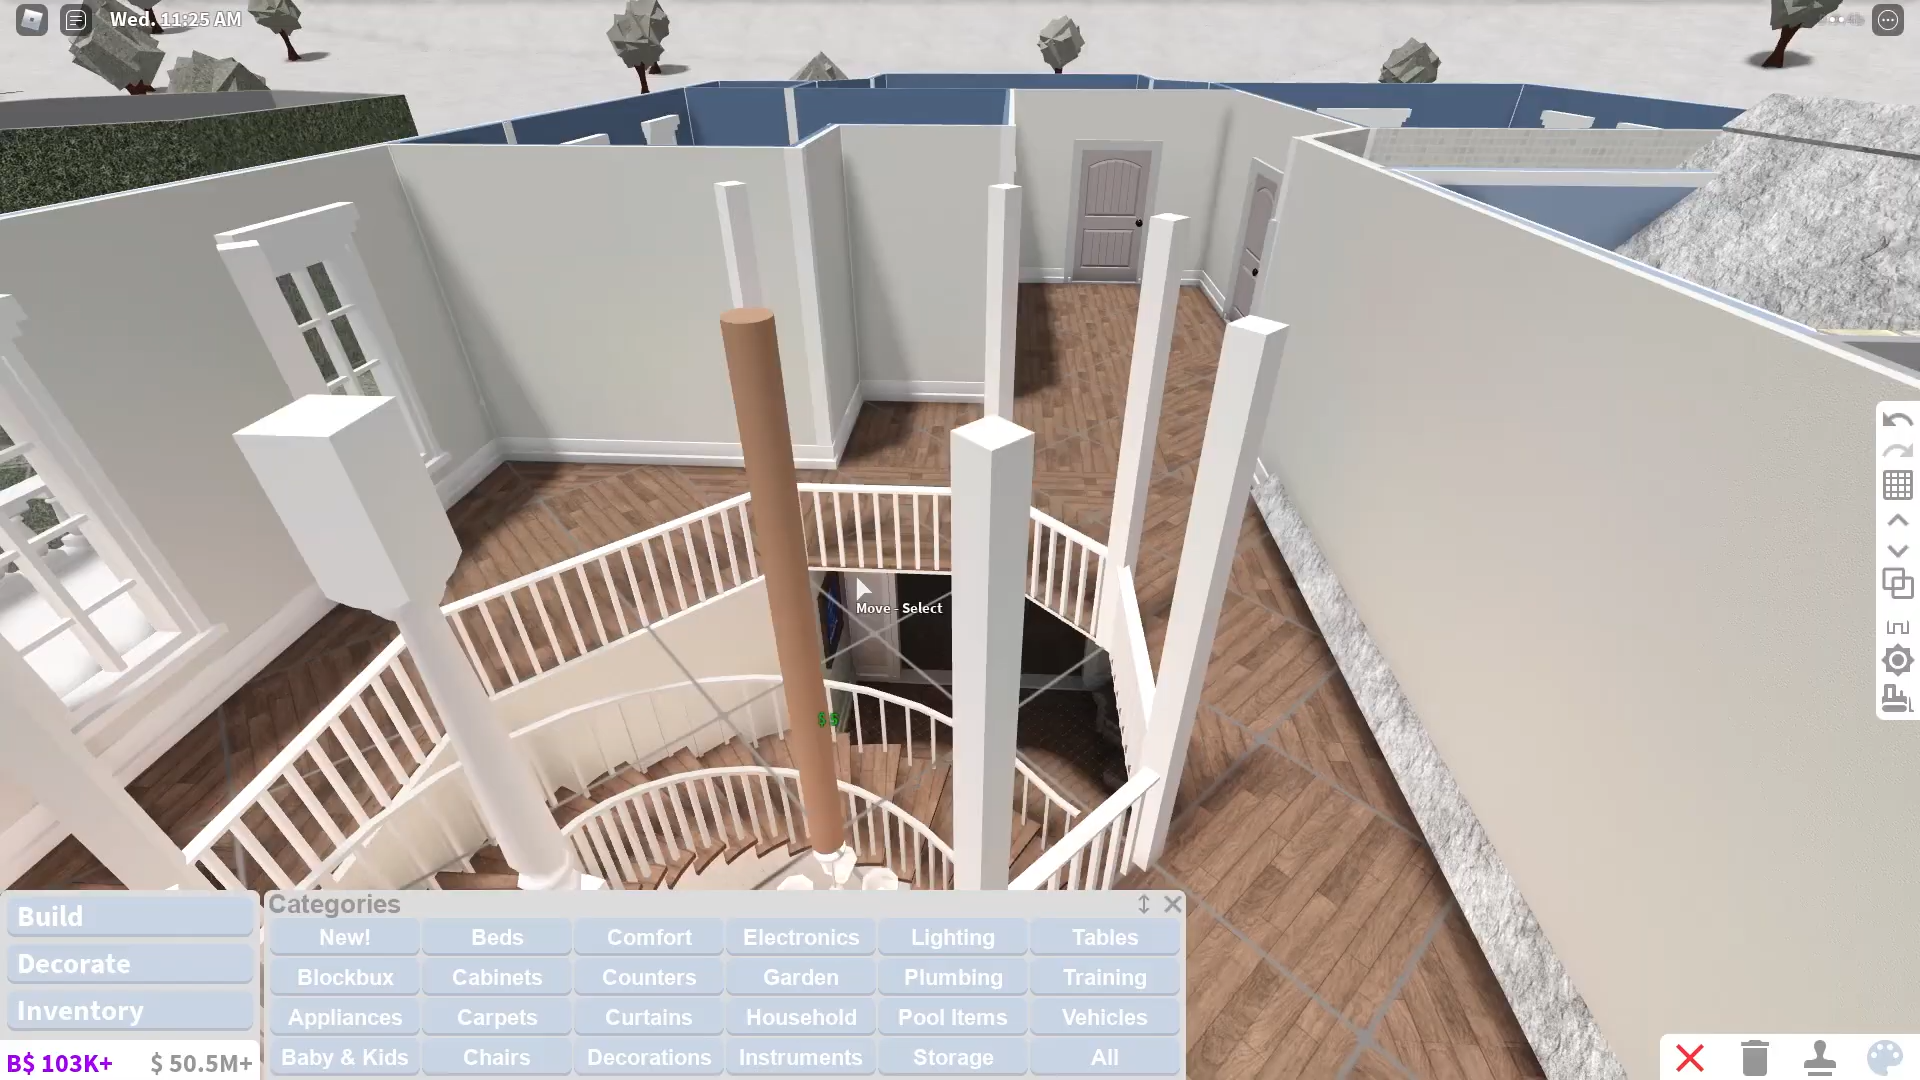 Wed. 11:25 AM
Move - Select
$ $
Build
Decorate
Inventory
B$ 103K+ $ 50.5M+
Categories
New! Beds Comfort Electronics Lighting Tables
Blockbux Cabinets Counters Garden Plumbing Training
Appliances Carpets Curtains Household Pool Items Vehicles
Baby & Kids Chairs Decorations Instruments Storage All